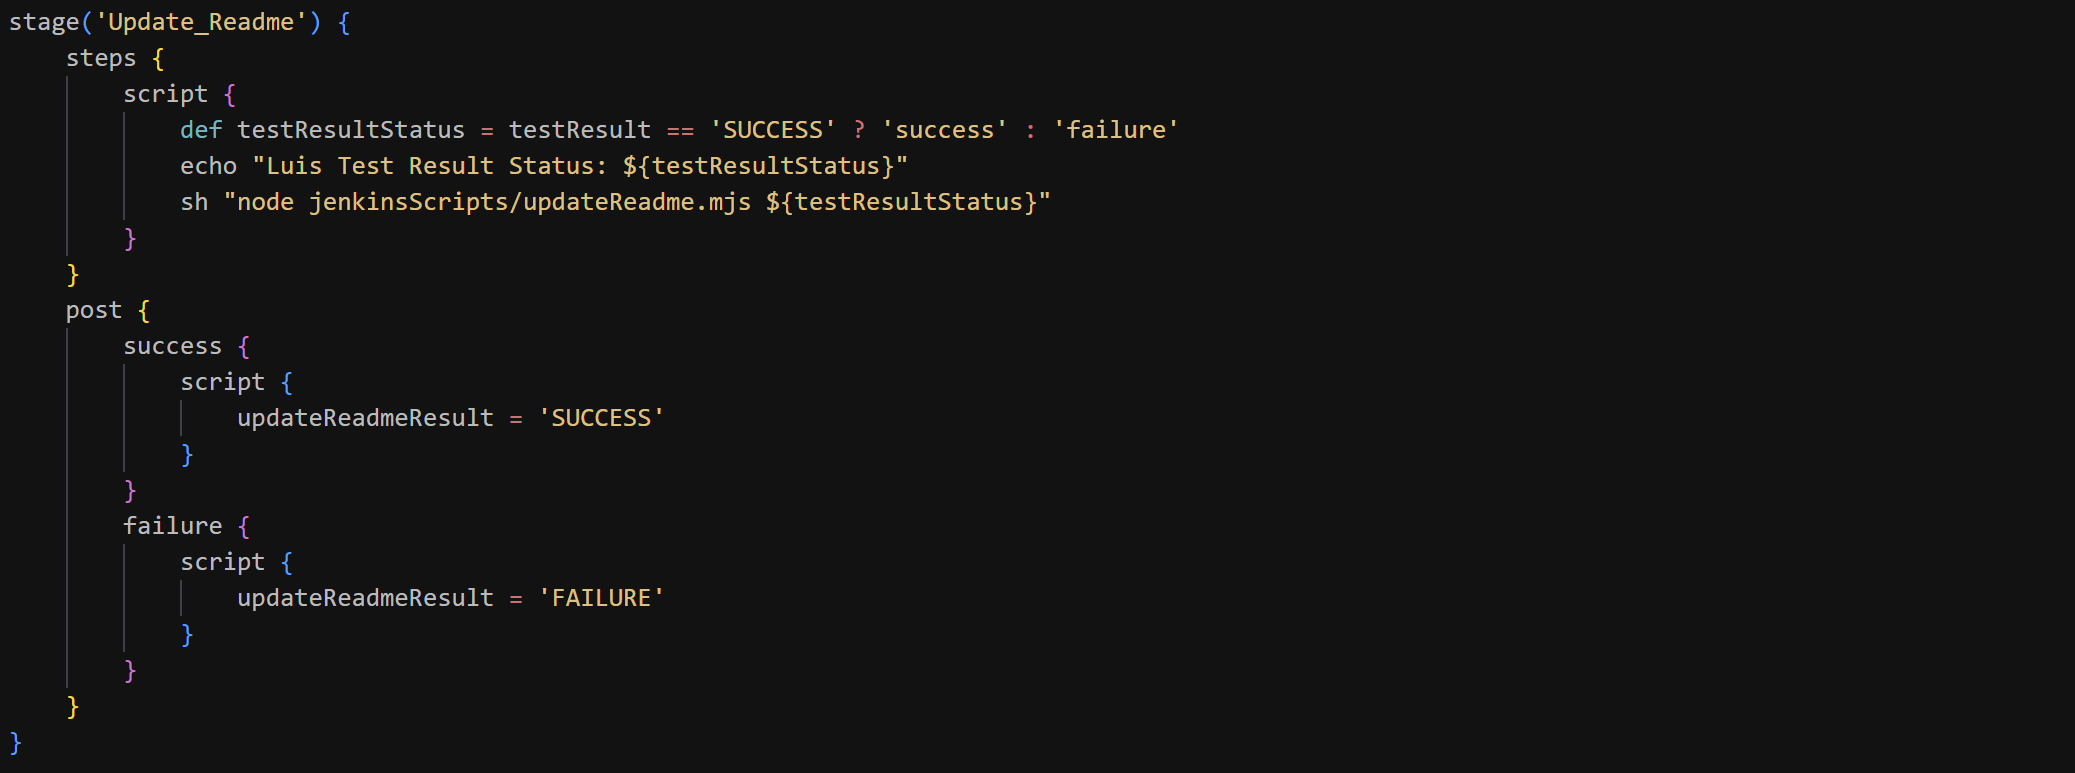 stage('Update_Readme') {
    steps {
        script {
            def testResultStatus = testResult == 'SUCCESS' ? 'success' : 'failure'
            echo "Luis Test Result Status: ${testResultStatus}"
            sh "node jenkinsScripts/updateReadme.mjs ${testResultStatus}"
        }
    }
    post {
        success {
            script {
                updateReadmeResult = 'SUCCESS'
            }
        }
        failure {
            script {
                updateReadmeResult = 'FAILURE'
            }
        }
    }
}